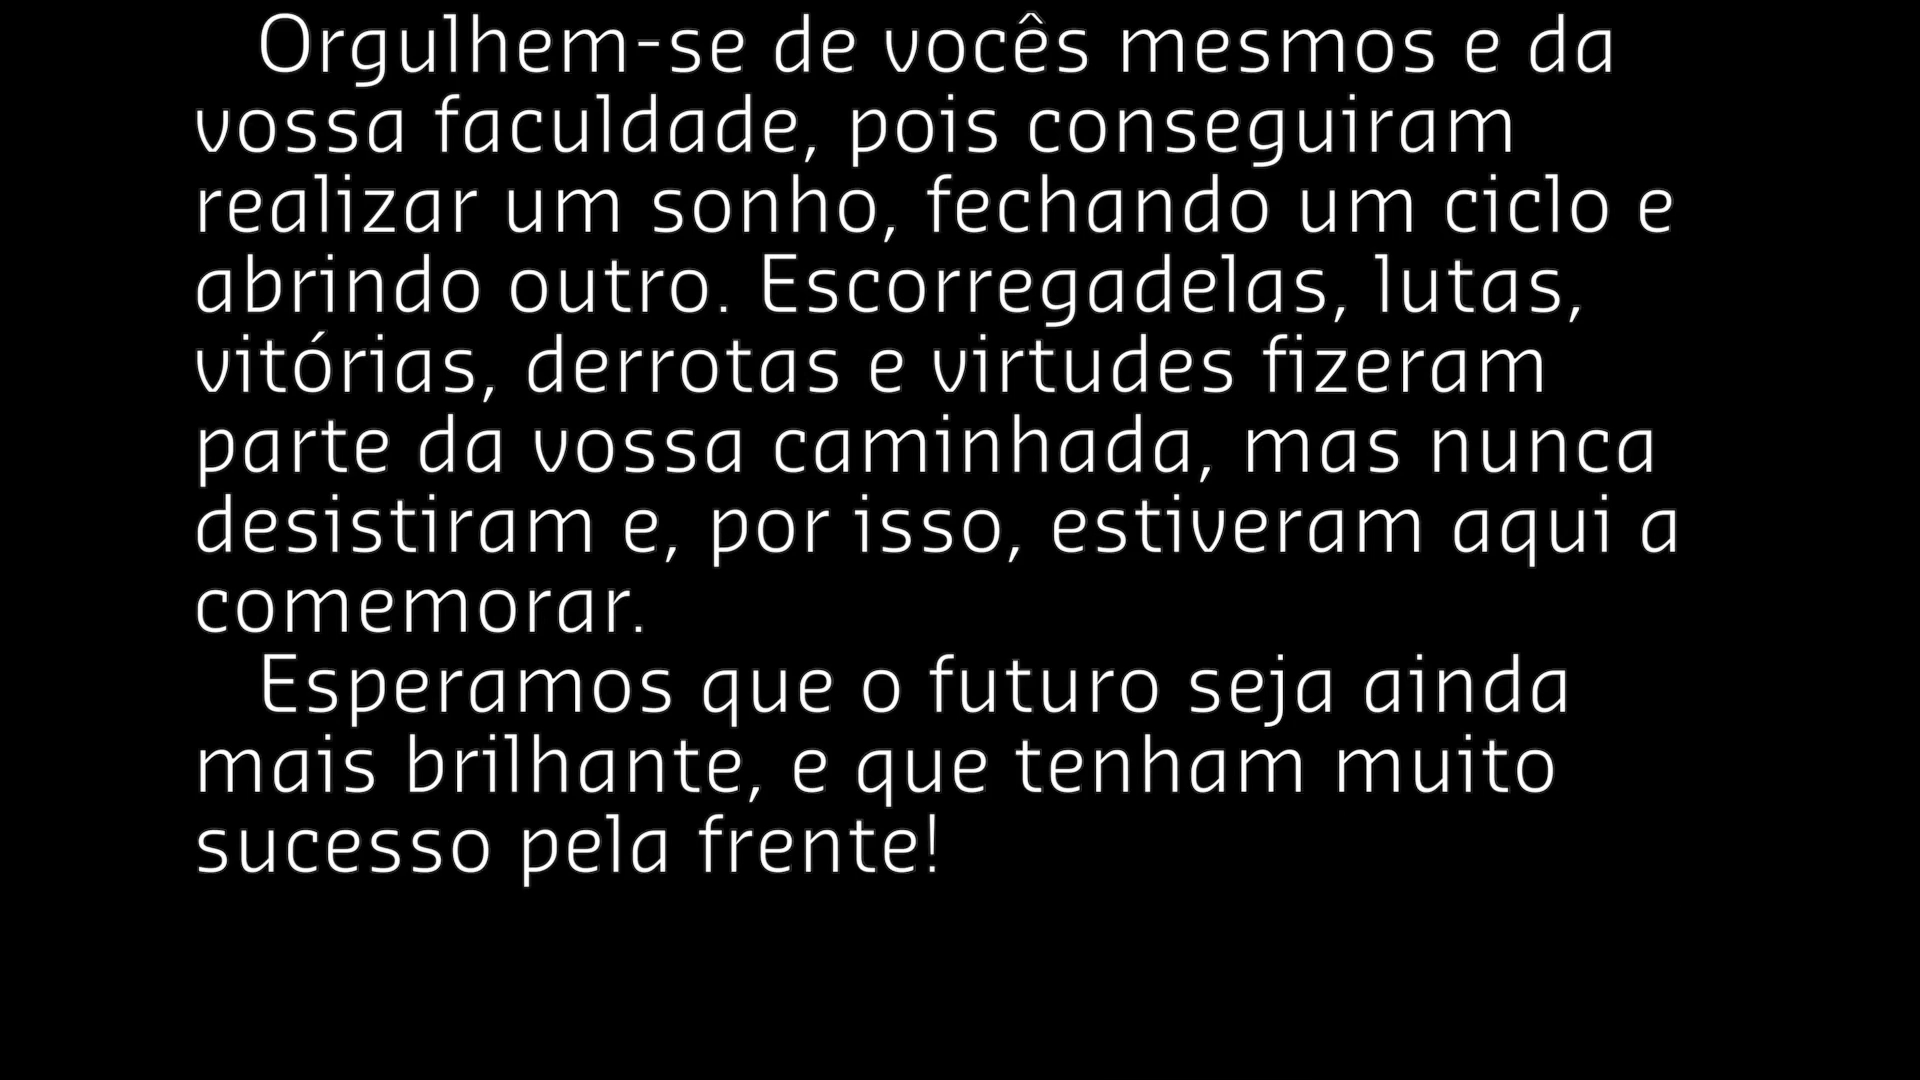 Orgulhem-se de vocês mesmos e da
vossa faculdade, pois conseguiram
realizar um sonho, fechando um ciclo e
abrindo outro. Escorregadelas, lutas,
vitórias, derrotas e virtudes fizeram
parte da vossa caminhada, mas nunca
desistiram e, por isso, estiveram aqui a
comemorar.
Esperamos que o futuro seja ainda
mais brilhante, e que tenham muito
sucesso pela frente!